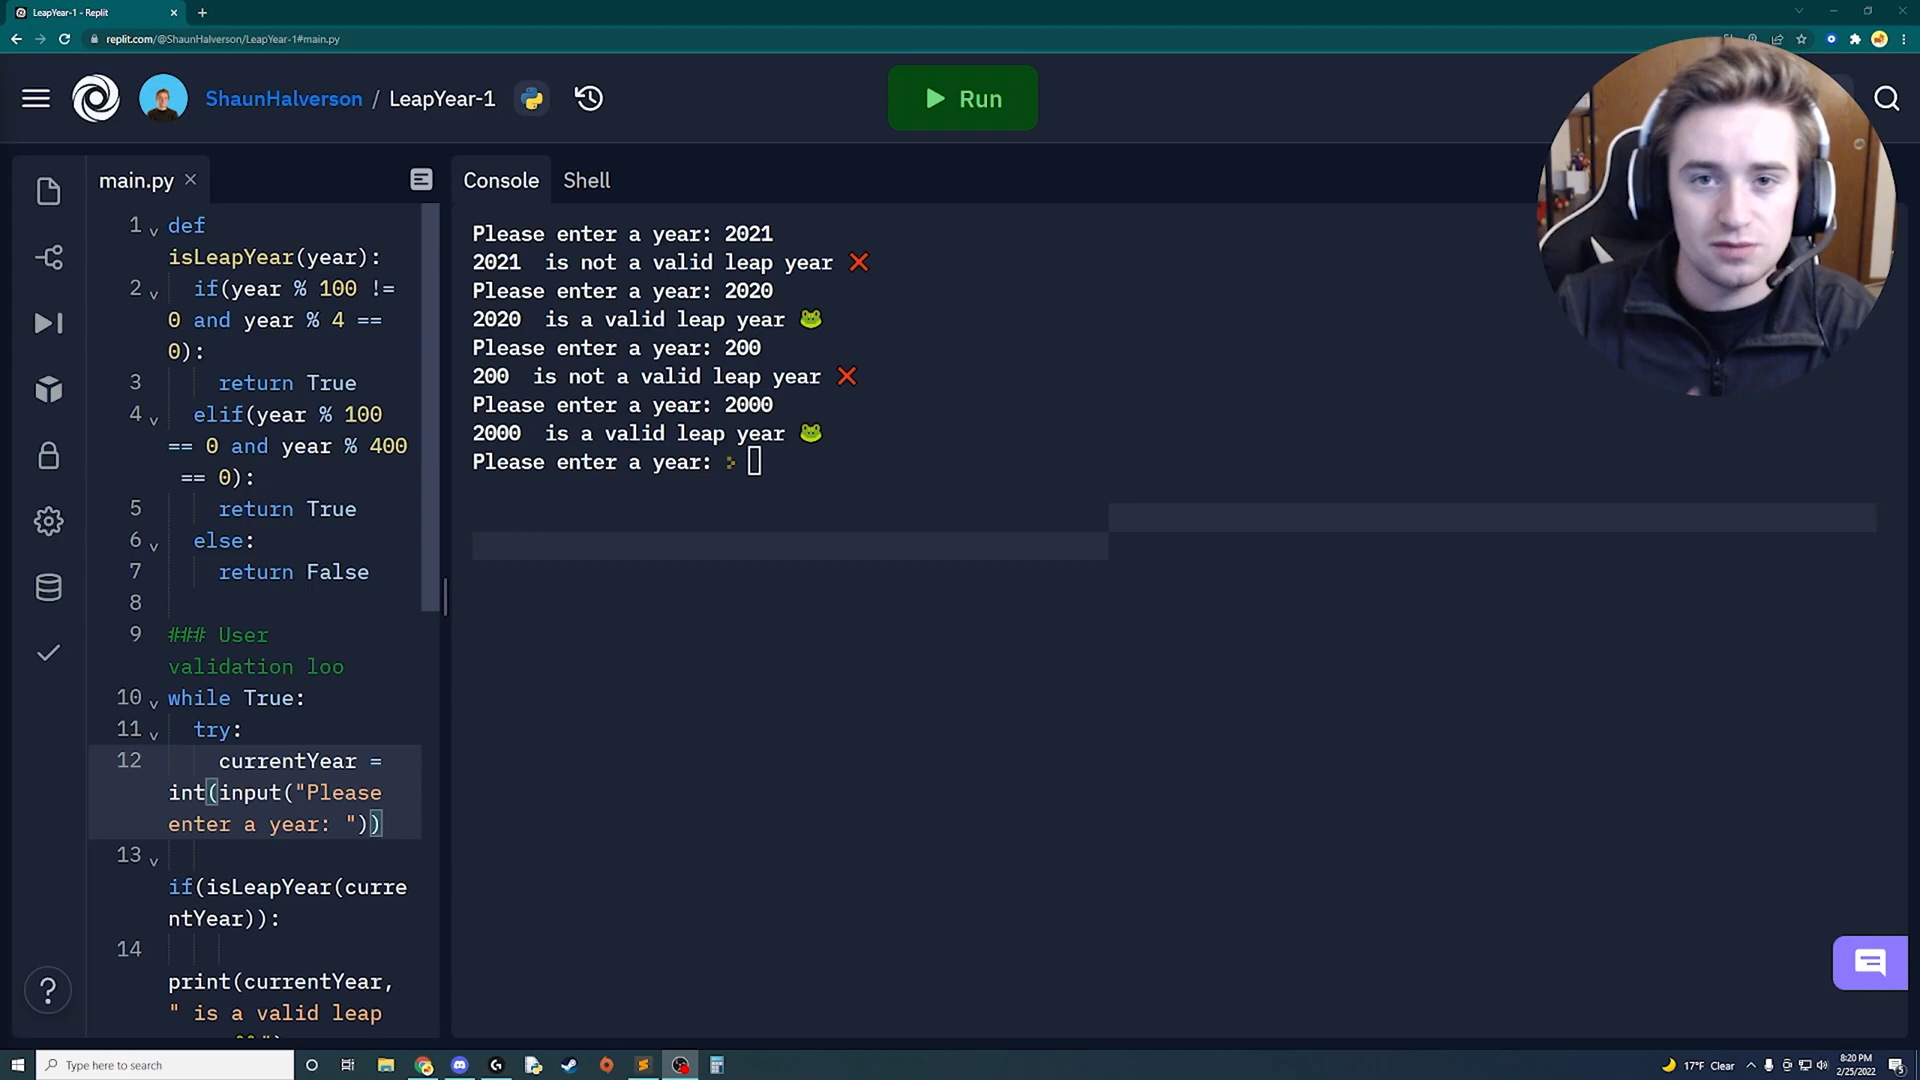 LeapYear-1 - Replit
replit.com/@ShaunHalverson/LeapYear-1#main.py
ShaunHalverson / LeapYear-1
Run
main.py
1 def
isLeapYear(year):
2 if(year % 100 !=
0 and year % 4 ==
0):
3 return True
4 elif(year % 100
== 0 and year % 400
== 0):
5 return True
6 else:
7 return False
8
9 ### User
validation loo
10 while True:
11 try:
12 currentYear =
int(input("Please
enter a year: "))
13
if(isLeapYear(curre
ntYear)):
14
print(currentYear,
" is a valid leap
Console Shell
Please enter a year: 2021
2021  is not a valid leap year ❌
Please enter a year: 2020
2020  is a valid leap year 🐸
Please enter a year: 200
200  is not a valid leap year ❌
Please enter a year: 2000
2000  is a valid leap year 🐸
Please enter a year:
?
Type here to search
17°F Clear
8:20 PM
2/25/2022
5